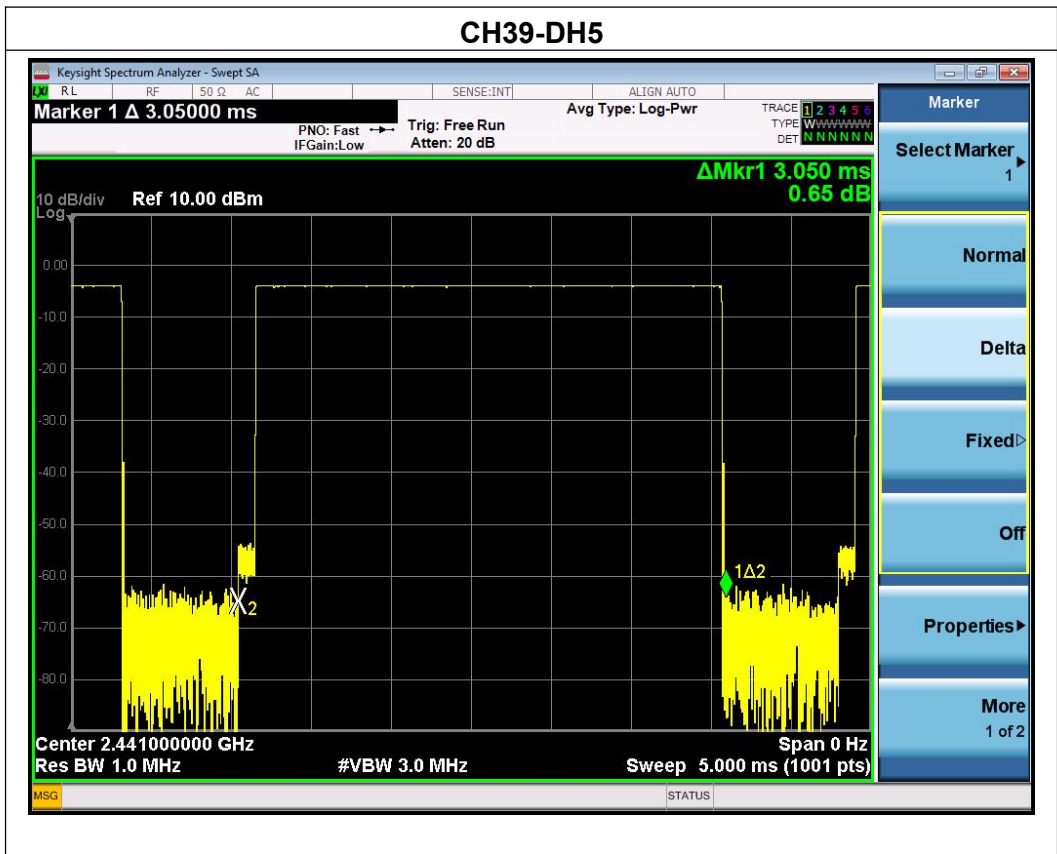 CH39-DH5
Keysight Spectrum Analyzer - Swept SA
LXI RL RF 50 Ω AC SENSE:INT ALIGN AUTO
Marker 1 Δ 3.05000 ms
PNO: Fast
IFGain:Low
Trig: Free Run
Atten: 20 dB
Avg Type: Log-Pwr
TRACE 1 2 3 4 5 6
TYPE WWWWWW
DET N N N N N N
ΔMkr1 3.050 ms
0.65 dB
10 dB/div Ref 10.00 dBm
Log
0.00
-10.0
-20.0
-30.0
-40.0
-50.0
-60.0
-70.0
-80.0
X2
1Δ2
Center 2.441000000 GHz Span 0 Hz
Res BW 1.0 MHz #VBW 3.0 MHz Sweep 5.000 ms (1001 pts)
MSG STATUS
Marker
Select Marker
1
Normal
Delta
Fixed
Off
Properties
More
1 of 2